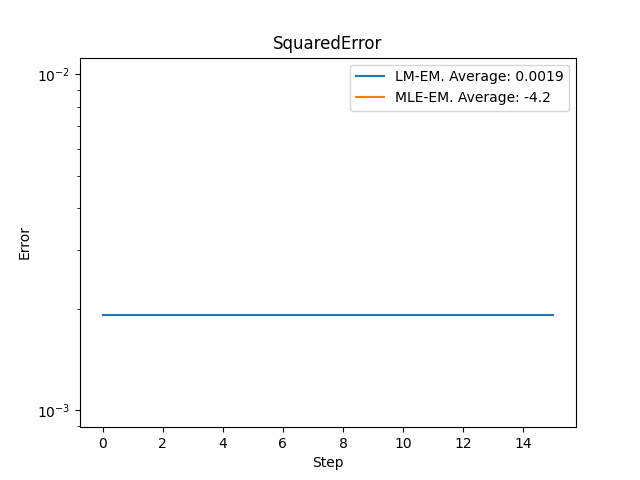 SquaredError
LM-EM. Average: 0.0019
MLE-EM. Average: -4.2
10⁻²
Error
10⁻³
0 2 4 6 8 10 12 14
Step